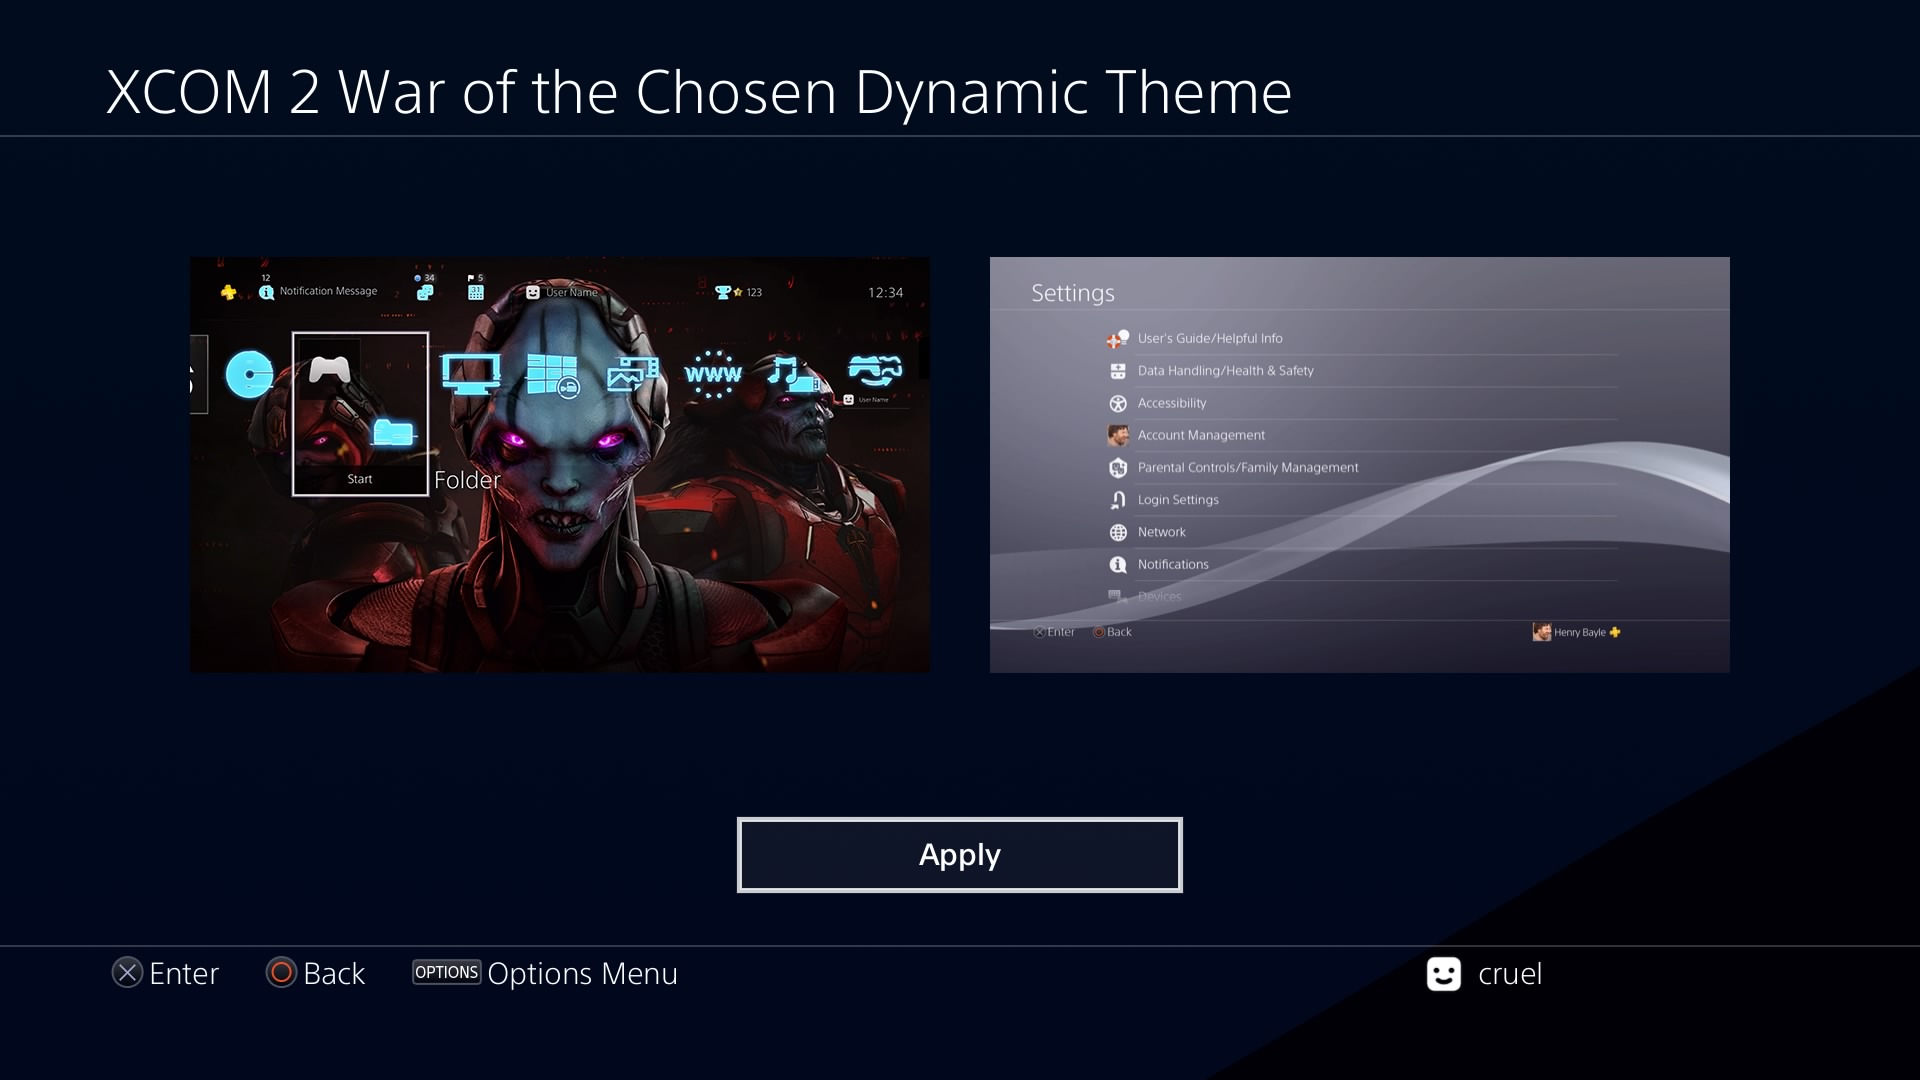 XCOM 2 War of the Chosen Dynamic Theme
12
Notification Message
34
5
31
User Name
123
12:34
www
User Name
Start
Folder
Settings
User's Guide/Helpful Info
Data Handling/Health & Safety
Accessibility
Account Management
Parental Controls/Family Management
Login Settings
Network
Notifications
Devices
Enter Back Henry Bayle
Apply
Enter Back OPTIONS Options Menu cruel